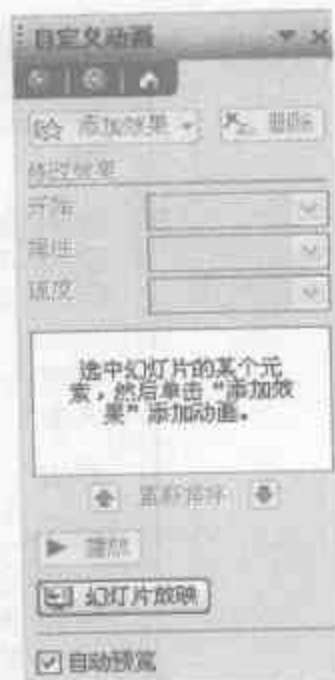 自定义动画
添加效果 删除
修改效果
开始
属性
速度
选中幻灯片的某个元
素，然后单击“添加效
果”添加动画。
重新排序
播放
幻灯片放映
自动预览